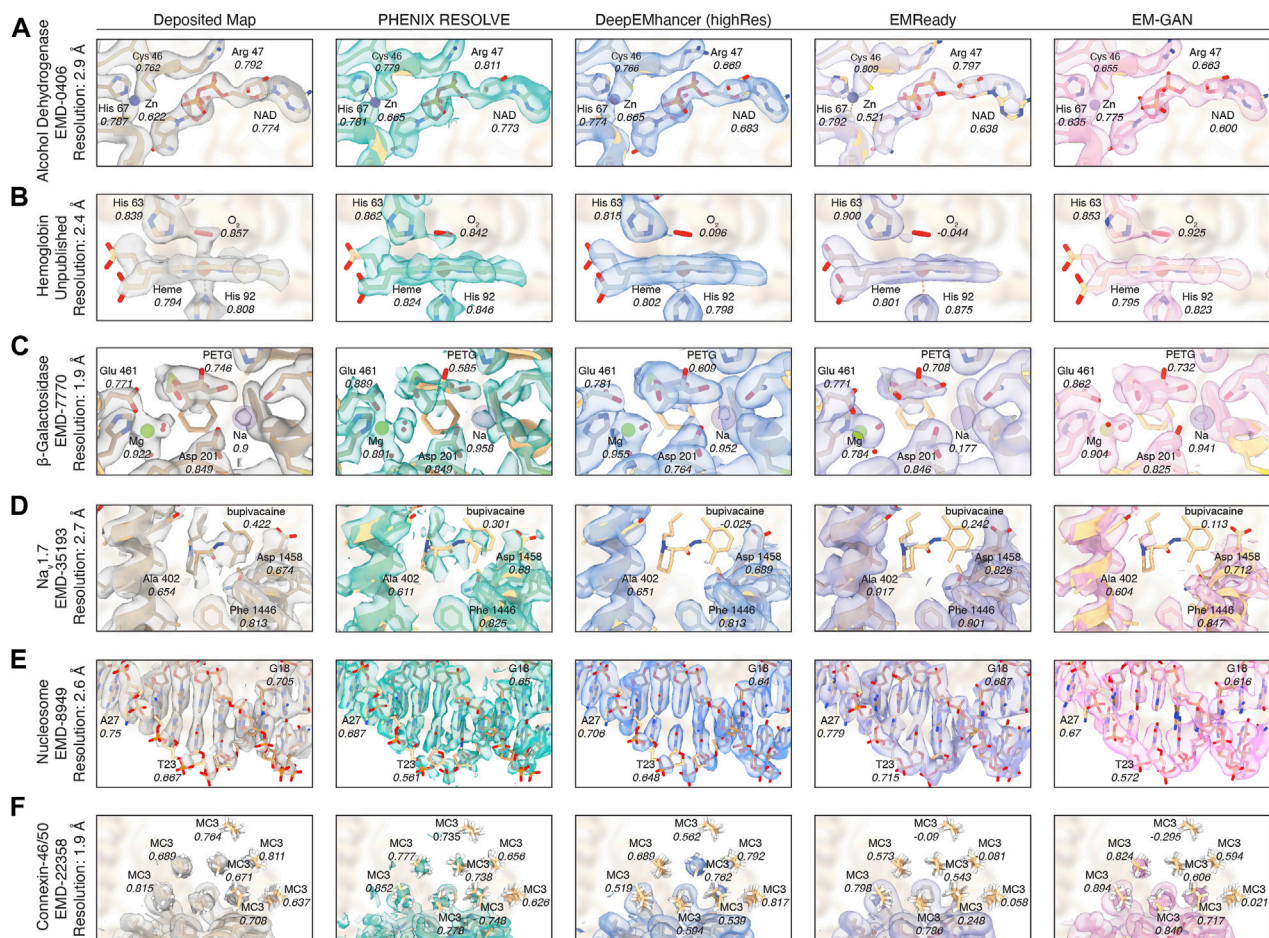 Deposited Map
PHENIX RESOLVE
DeepEMhancer (highRes)
EMReady
EM-GAN
A
Alcohol Dehydrogenase
EMD-0406
Resolution: 2.9 Å
Cys 46
0.762
Arg 47
0.792
His 67
0.787
Zn
0.622
NAD
0.774
Cys 46
0.779
Arg 47
0.811
His 67
0.781
Zn
0.665
NAD
0.773
Cys 46
0.766
Arg 47
0.669
His 67
0.774
Zn
0.665
NAD
0.683
Cys 46
0.809
Arg 47
0.797
His 67
0.792
Zn
0.521
NAD
0.638
Cys 46
0.655
Arg 47
0.663
His 67
0.635
Zn
0.775
NAD
0.600
B
Hemoglobin
Unpublished
Resolution: 2.4 Å
His 63
0.839
O2
0.857
Heme
0.794
His 92
0.808
His 63
0.862
O2
0.842
Heme
0.824
His 92
0.846
His 63
0.815
O2
0.096
Heme
0.802
His 92
0.798
His 63
0.900
O2
-0.044
Heme
0.801
His 92
0.875
His 63
0.853
O2
0.925
Heme
0.795
His 92
0.823
C
β-Galactosidase
EMD-7770
Resolution: 1.9 Å
PETG
0.746
Glu 461
0.771
Mg
0.922
Na
0.9
Asp 201
0.849
PETG
0.585
Glu 461
0.889
Mg
0.891
Na
0.958
Asp 201
0.849
PETG
0.609
Glu 461
0.781
Mg
0.955
Na
0.952
Asp 201
0.764
PETG
0.708
Glu 461
0.771
Mg
0.784
Na
0.177
Asp 201
0.846
PETG
0.732
Glu 461
0.862
Mg
0.904
Na
0.941
Asp 201
0.825
D
Nav1.7
EMD-35193
Resolution: 2.7 Å
bupivacaine
0.422
Asp 1458
0.674
Ala 402
0.654
Phe 1446
0.813
bupivacaine
0.301
Asp 1458
0.68
Ala 402
0.611
Phe 1446
0.825
bupivacaine
-0.025
Asp 1458
0.689
Ala 402
0.651
Phe 1446
0.813
bupivacaine
0.242
Asp 1458
0.826
Ala 402
0.917
Phe 1446
0.901
bupivacaine
0.113
Asp 1458
0.712
Ala 402
0.604
Phe 1446
0.847
E
Nucleosome
EMD-8949
Resolution: 2.6 Å
G18
0.705
A27
0.75
T23
0.667
G18
0.65
A27
0.687
T23
0.561
G18
0.64
A27
0.706
T23
0.648
G18
0.687
A27
0.779
T23
0.715
G18
0.616
A27
0.67
T23
0.572
F
Connexin-46/50
EMD-22358
Resolution: 1.9 Å
MC3
0.764
MC3
0.689
MC3
0.811
MC3
0.671
MC3
0.815
MC3
0.637
MC3
0.708
MC3
0.735
MC3
0.777
MC3
0.656
MC3
0.738
MC3
0.852
MC3
0.626
MC3
0.748
MC3
0.778
MC3
0.562
MC3
0.689
MC3
0.792
MC3
0.762
MC3
0.519
MC3
0.817
MC3
0.539
MC3
0.594
MC3
-0.09
MC3
0.573
MC3
0.081
MC3
0.543
MC3
0.798
MC3
0.058
MC3
0.248
MC3
0.786
MC3
-0.295
MC3
0.824
MC3
0.594
MC3
0.606
MC3
0.894
MC3
0.021
MC3
0.717
MC3
0.840